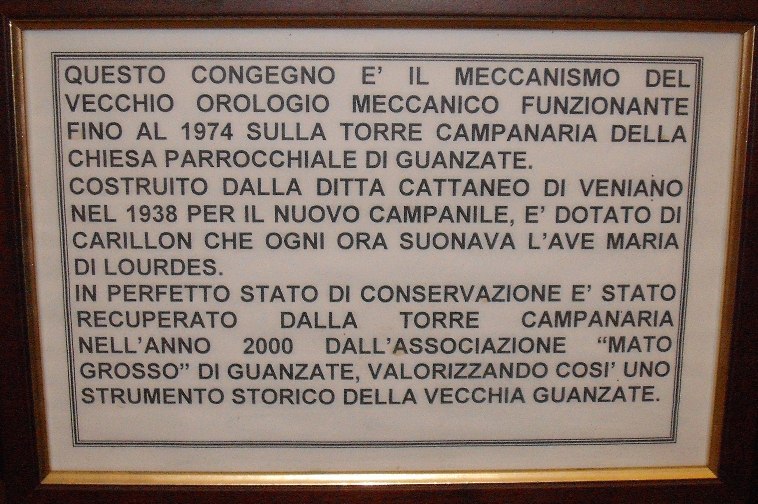 QUESTO CONGEGNO E' IL MECCANISMO DEL
VECCHIO OROLOGIO MECCANICO FUNZIONANTE
FINO AL 1974 SULLA TORRE CAMPANARIA DELLA
CHIESA PARROCCHIALE DI GUANZATE.
COSTRUITO DALLA DITTA CATTANEO DI VENIANO
NEL 1938 PER IL NUOVO CAMPANILE, E' DOTATO DI
CARILLON CHE OGNI ORA SUONAVA L'AVE MARIA
DI LOURDES.
IN PERFETTO STATO DI CONSERVAZIONE E' STATO
RECUPERATO DALLA TORRE CAMPANARIA
NELL'ANNO 2000 DALL'ASSOCIAZIONE “MATO
GROSSO” DI GUANZATE, VALORIZZANDO COSI' UNO
STRUMENTO STORICO DELLA VECCHIA GUANZATE.